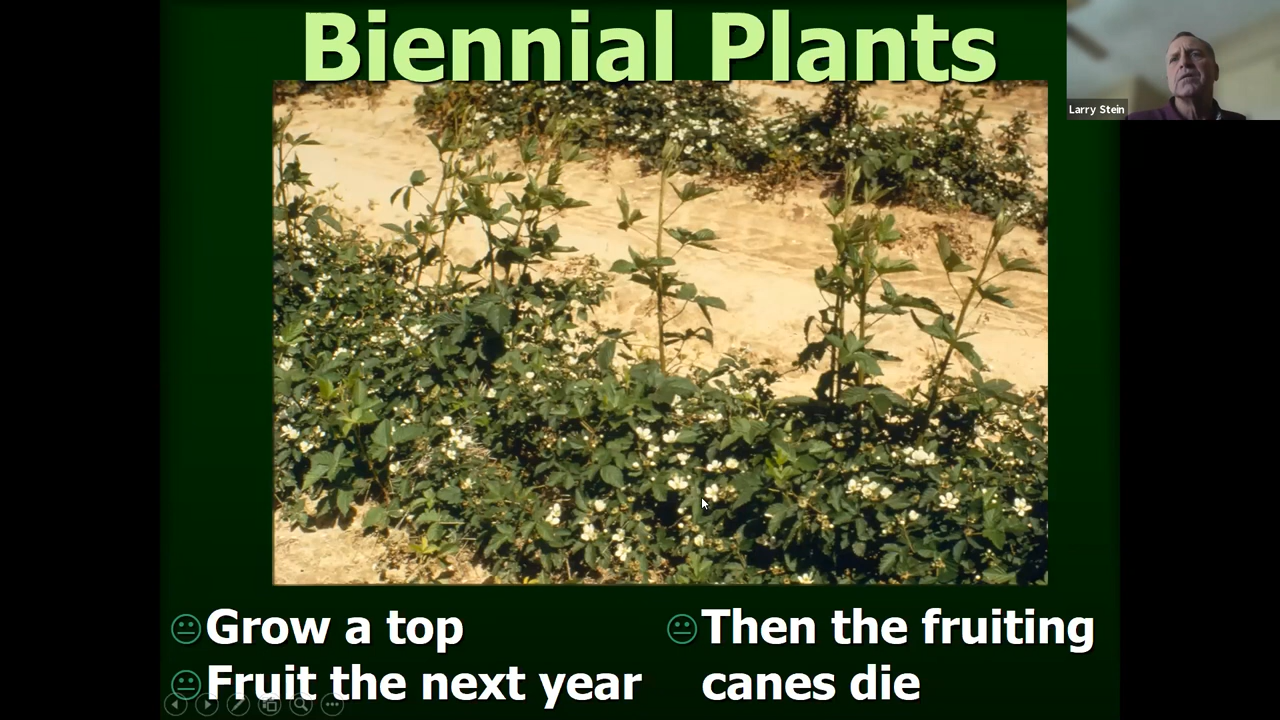 Biennial Plants
Larry Stein
Grow a top
Fruit the next year
Then the fruiting
canes die